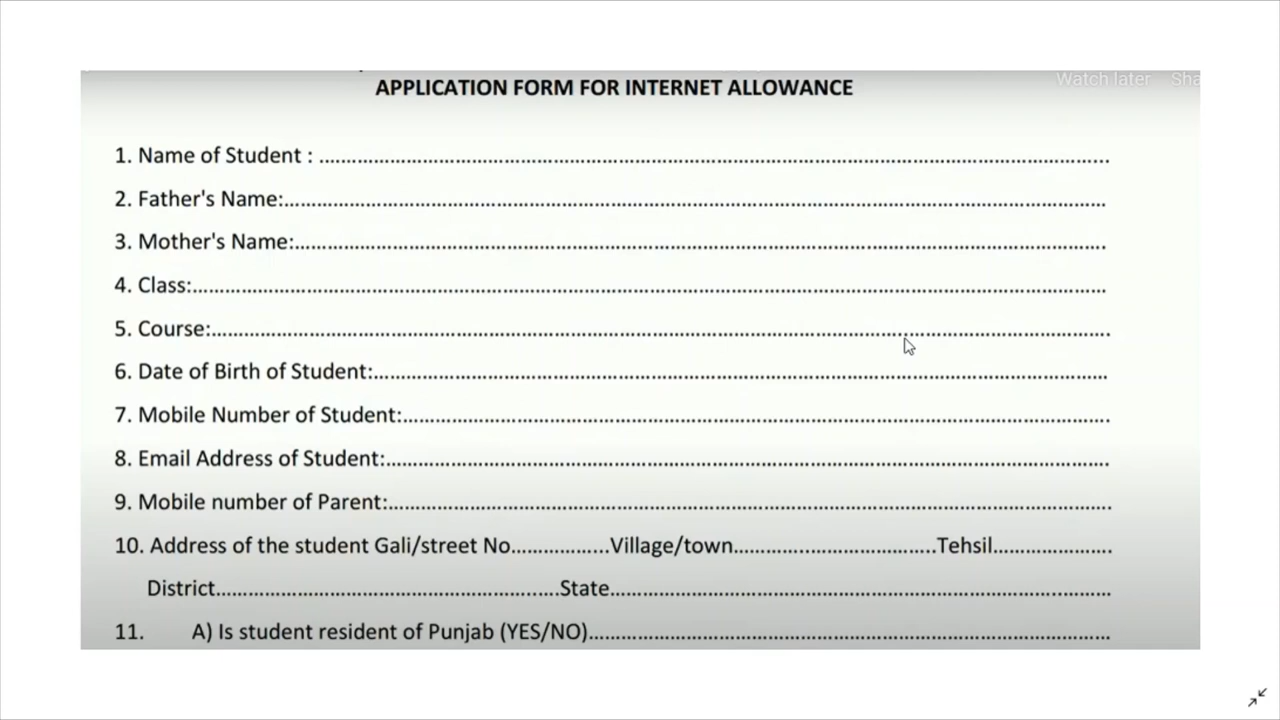 Watch later
APPLICATION FORM FOR INTERNET ALLOWANCE
1. Name of Student : ..........................................................................................................................................
2. Father's Name:..........................................................................................................................................
3. Mother's Name:..........................................................................................................................................
4. Class:..........................................................................................................................................
5. Course:..........................................................................................................................................
6. Date of Birth of Student:..........................................................................................................................
7. Mobile Number of Student:......................................................................................................................
8. Email Address of Student:........................................................................................................................
9. Mobile number of Parent:........................................................................................................................
10. Address of the student Gali/street No.................Village/town...................................Tehsil....................
District..........................................................State..........................................................................
11. A) Is student resident of Punjab (YES/NO)..........................................................................................